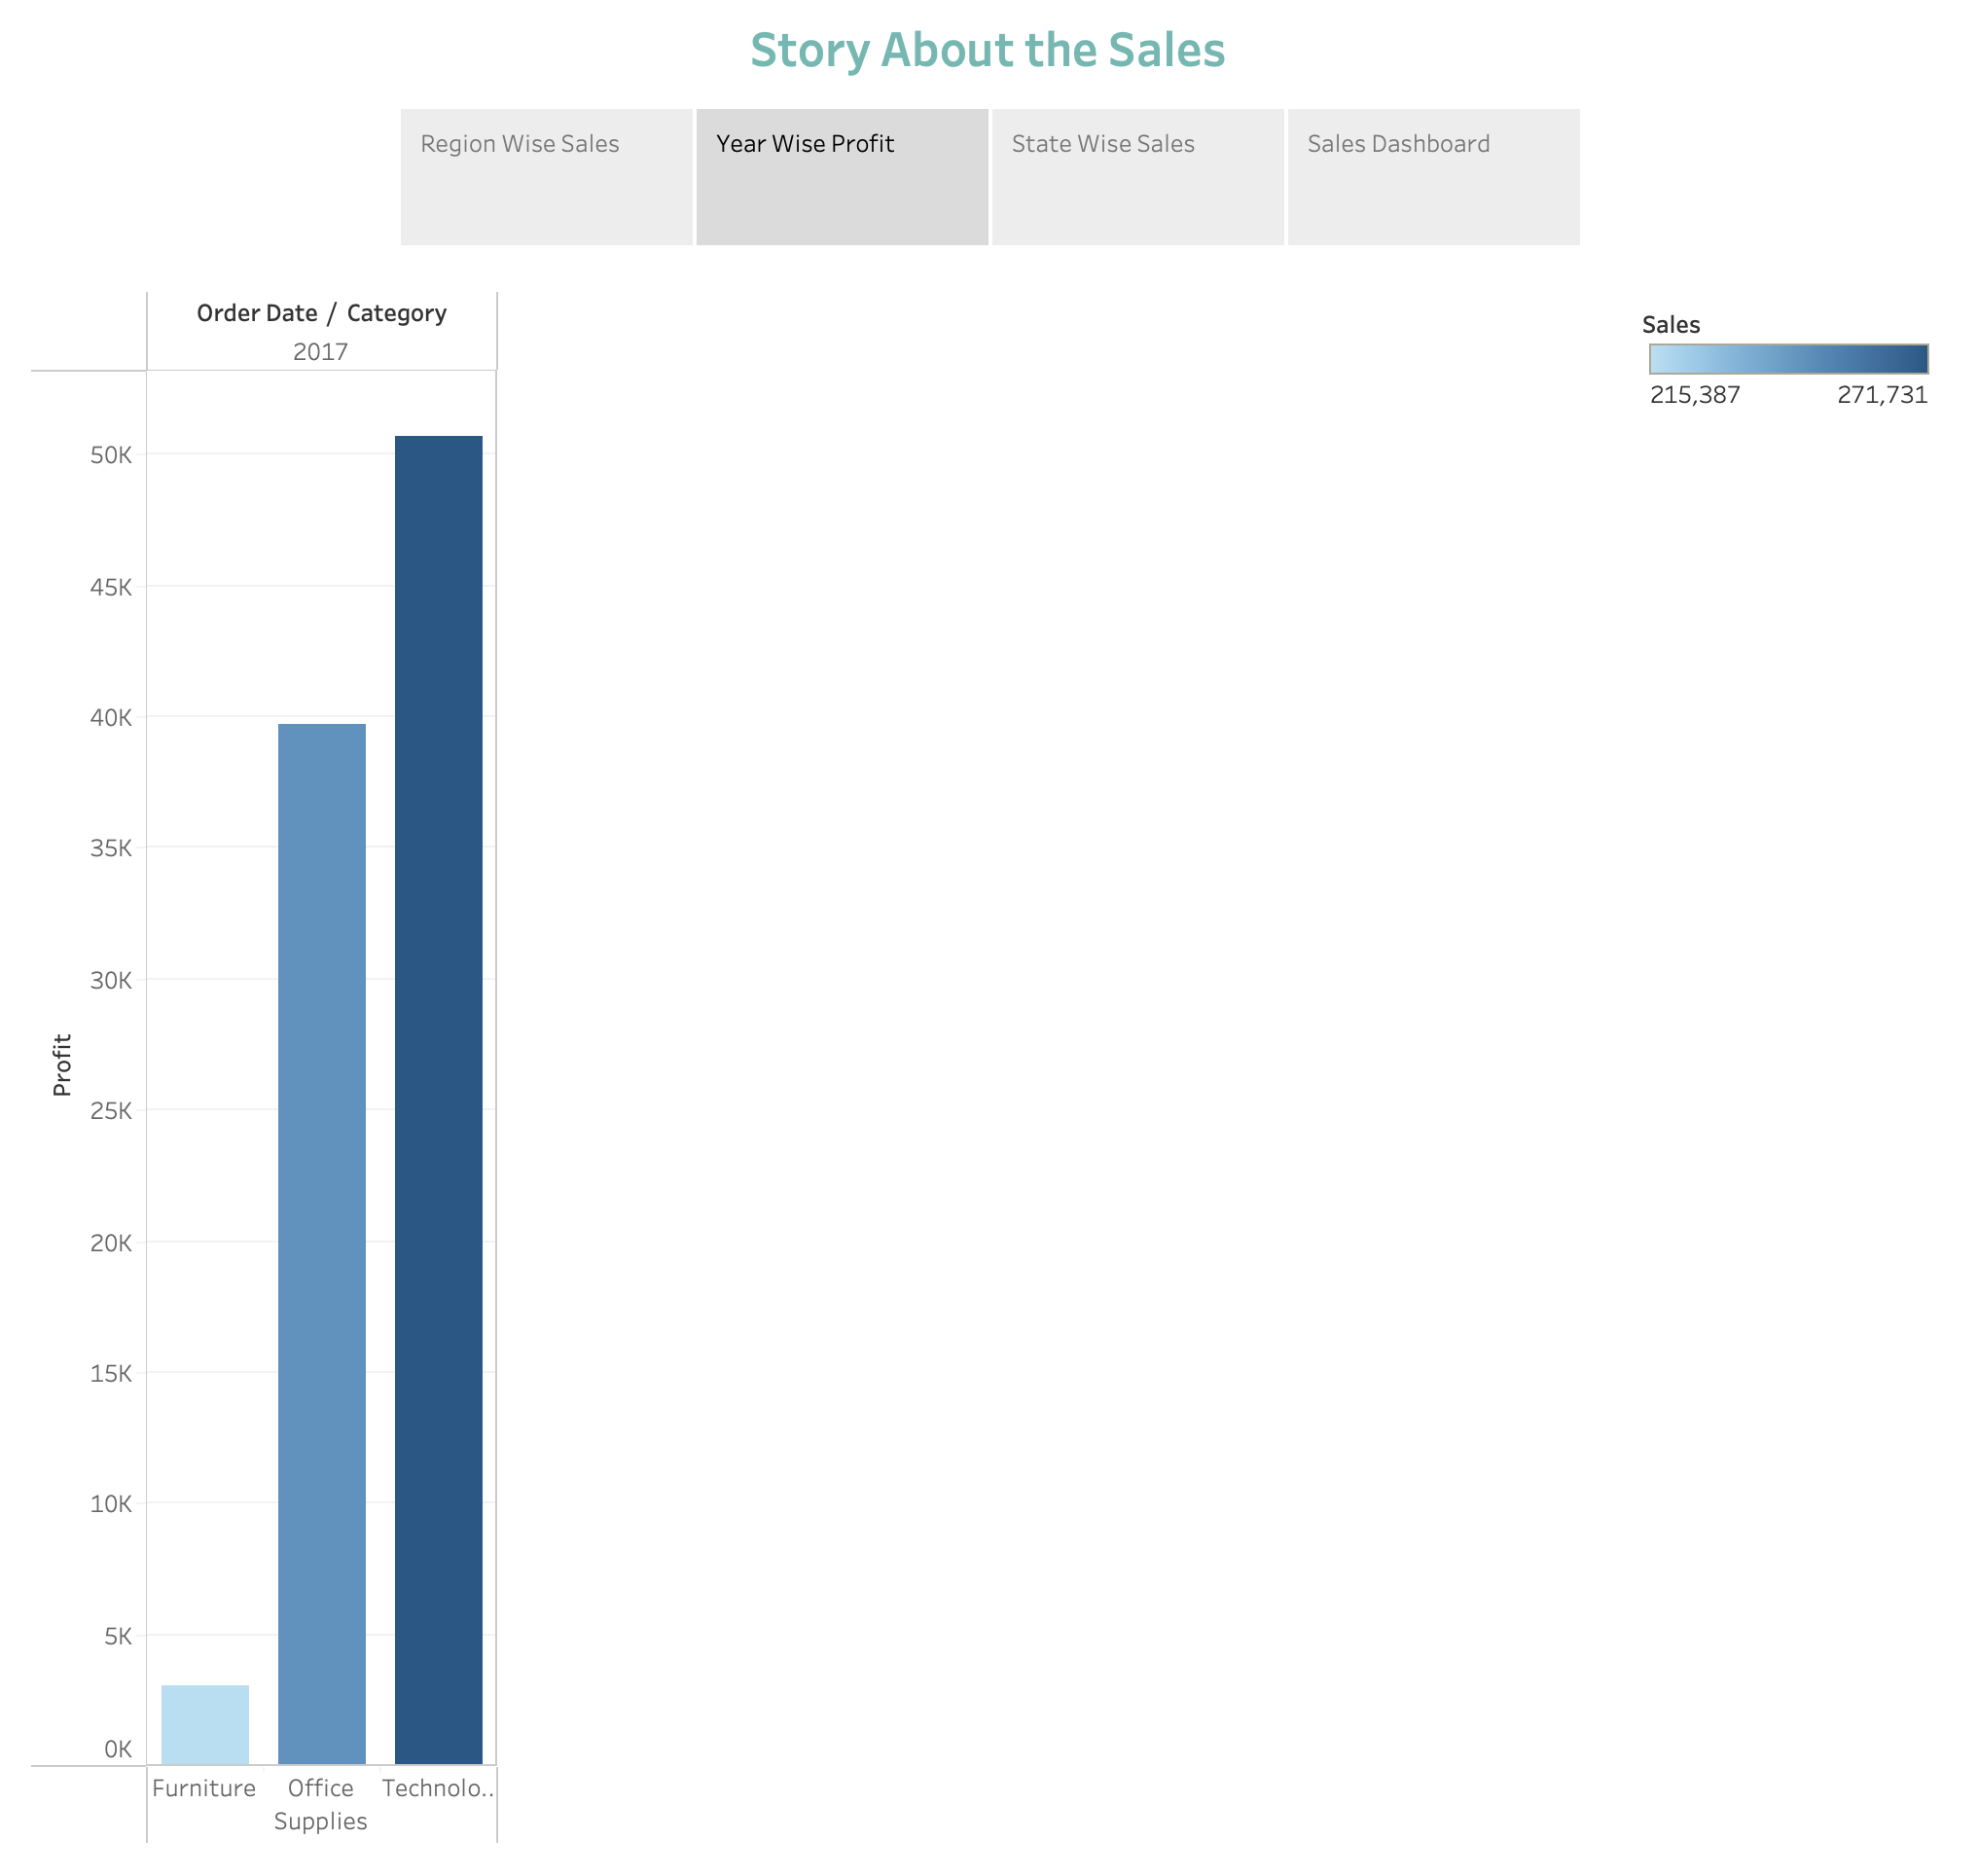 Story About the Sales
Region Wise Sales
Year Wise Profit
State Wise Sales
Sales Dashboard
Order Date / Category
2017
Sales
215,387 271,731
50K
45K
40K
35K
30K
25K
20K
15K
10K
5K
0K
Profit
Furniture
Office
Supplies
Technolo..